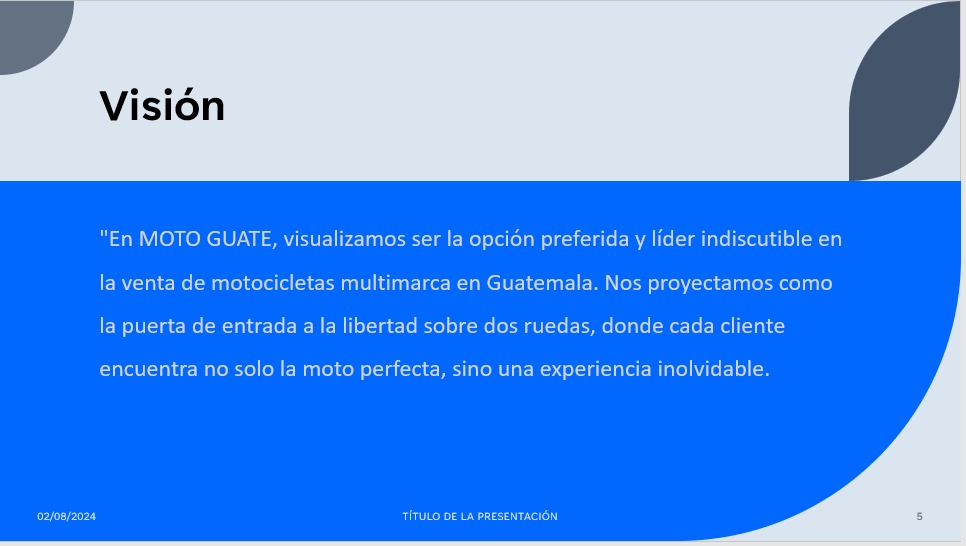 Visión
"En MOTO GUATE, visualizamos ser la opción preferida y líder indiscutible en
la venta de motocicletas multimarca en Guatemala. Nos proyectamos como
la puerta de entrada a la libertad sobre dos ruedas, donde cada cliente
encuentra no solo la moto perfecta, sino una experiencia inolvidable.
02/08/2024
TÍTULO DE LA PRESENTACIÓN
5